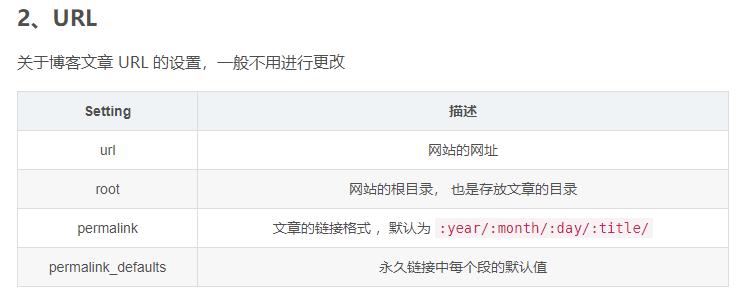 2、URL
关于博客文章 URL 的设置，一般不用进行更改
Setting 描述
url 网站的网址
root 网站的根目录， 也是存放文章的目录
permalink 文章的链接格式 ，默认为 :year/:month/:day/:title/
permalink_defaults 永久链接中每个段的默认值